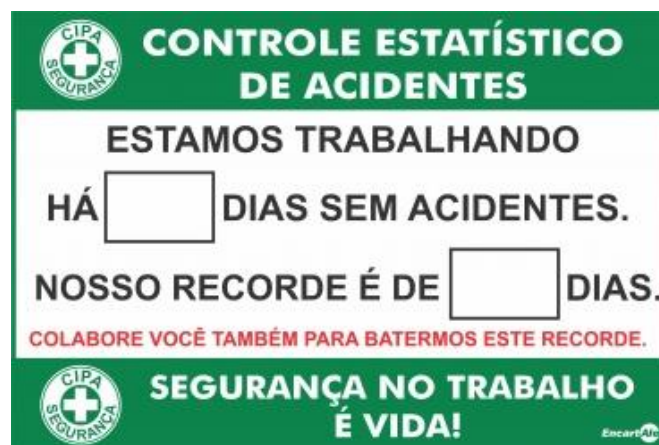 CIPA
SEGURANÇA
CONTROLE ESTATÍSTICO
DE ACIDENTES
ESTAMOS TRABALHANDO
HÁ DIAS SEM ACIDENTES.
NOSSO RECORDE É DE DIAS.
COLABORE VOCÊ TAMBÉM PARA BATERMOS ESTE RECORDE.
CIPA
SEGURANÇA
SEGURANÇA NO TRABALHO
É VIDA!